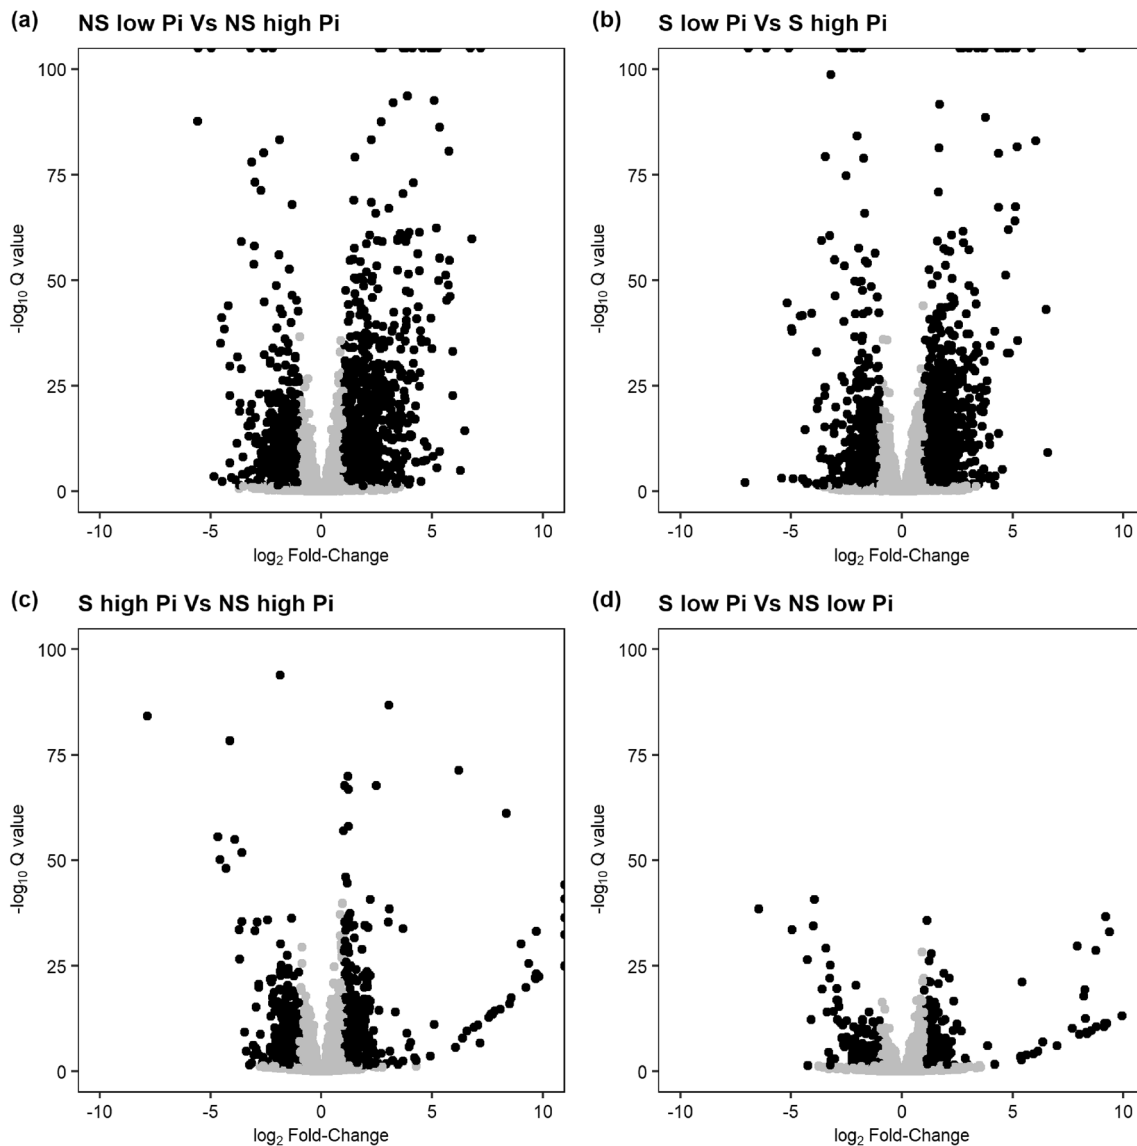 (a) NS low Pi Vs NS high Pi
100
75
50
25
0
-log10 Q value
-10 -5 0 5 10
log2 Fold-Change
(b) S low Pi Vs S high Pi
100
75
50
25
0
-log10 Q value
-10 -5 0 5 10
log2 Fold-Change
(c) S high Pi Vs NS high Pi
100
75
50
25
0
-log10 Q value
-10 -5 0 5 10
log2 Fold-Change
(d) S low Pi Vs NS low Pi
100
75
50
25
0
-log10 Q value
-10 -5 0 5 10
log2 Fold-Change